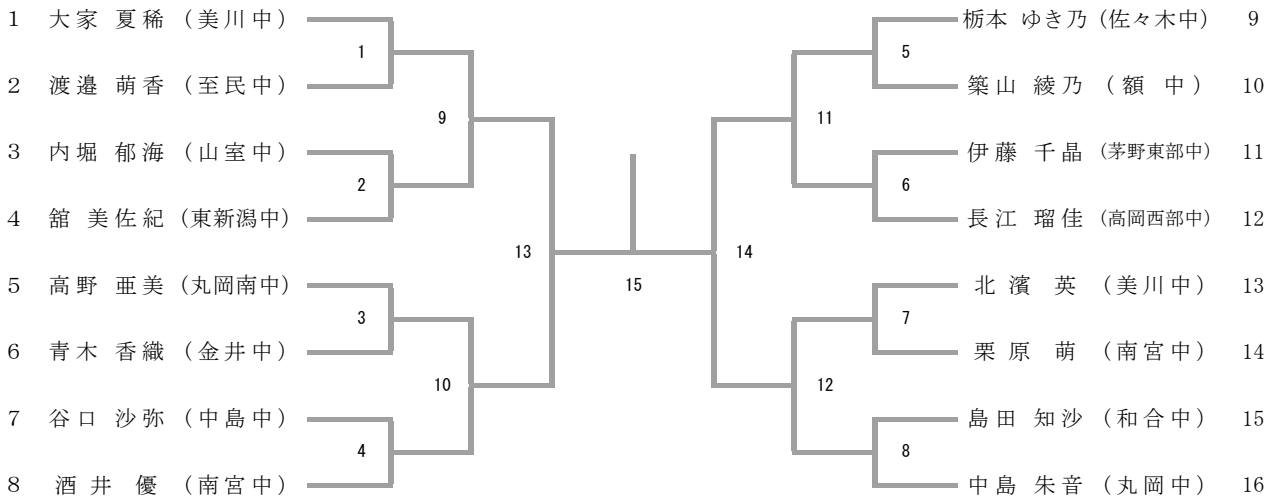 1 大家 夏稀 （美川中）
2 渡邉 萌香 （至民中）
3 内堀 郁海 （山室中）
4 舘 美佐紀 （東新潟中）
5 高野 亜美 （丸岡南中）
6 青木 香織 （金井中）
7 谷口 沙弥 （中島中）
8 酒井 優 （南宮中）
1
2
3
4
9
10
13
15
14
11
12
5
6
7
8
栃本 ゆき乃 （佐々木中） 9
築山 綾乃 （額 中） 10
伊藤 千晶 （茅野東部中） 11
長江 瑠佳 （高岡西部中） 12
北濱 英 （美川中） 13
栗原 萌 （南宮中） 14
島田 知沙 （和合中） 15
中島 朱音 （丸岡中） 16